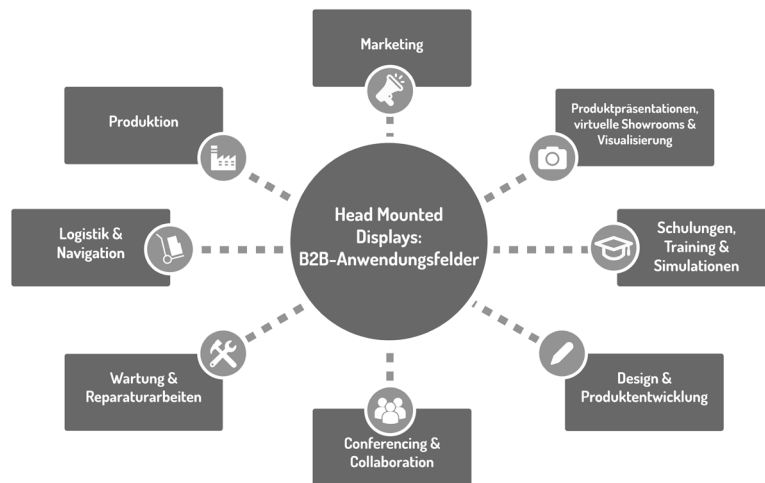 Marketing
Produktion
Produktpräsentationen,
virtuelle Showrooms &
Visualisierung
Head Mounted
Displays:
B2B-Anwendungsfelder
Logistik &
Navigation
Schulungen,
Training &
Simulationen
Wartung &
Reparaturarbeiten
Design &
Produktentwicklung
Conferencing &
Collaboration